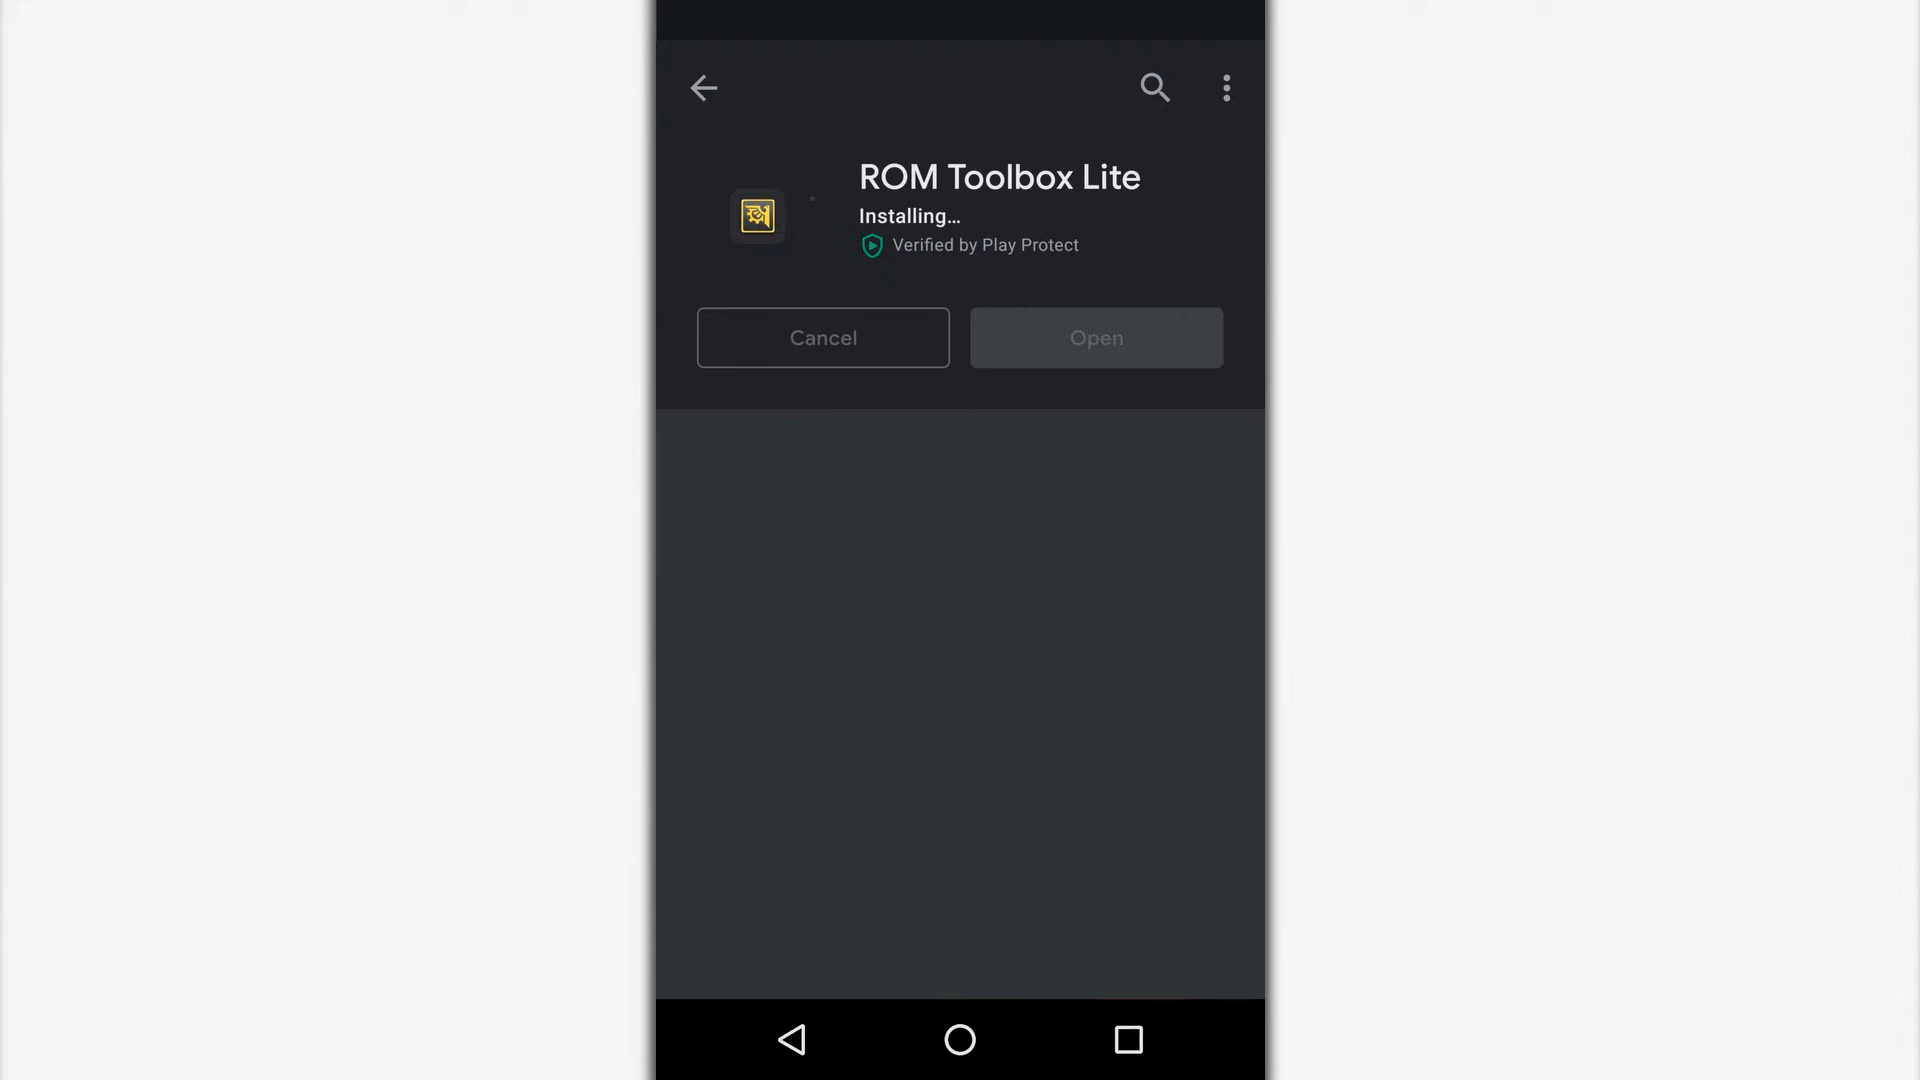 ROM Toolbox Lite
Installing...
Verified by Play Protect
Cancel
Open